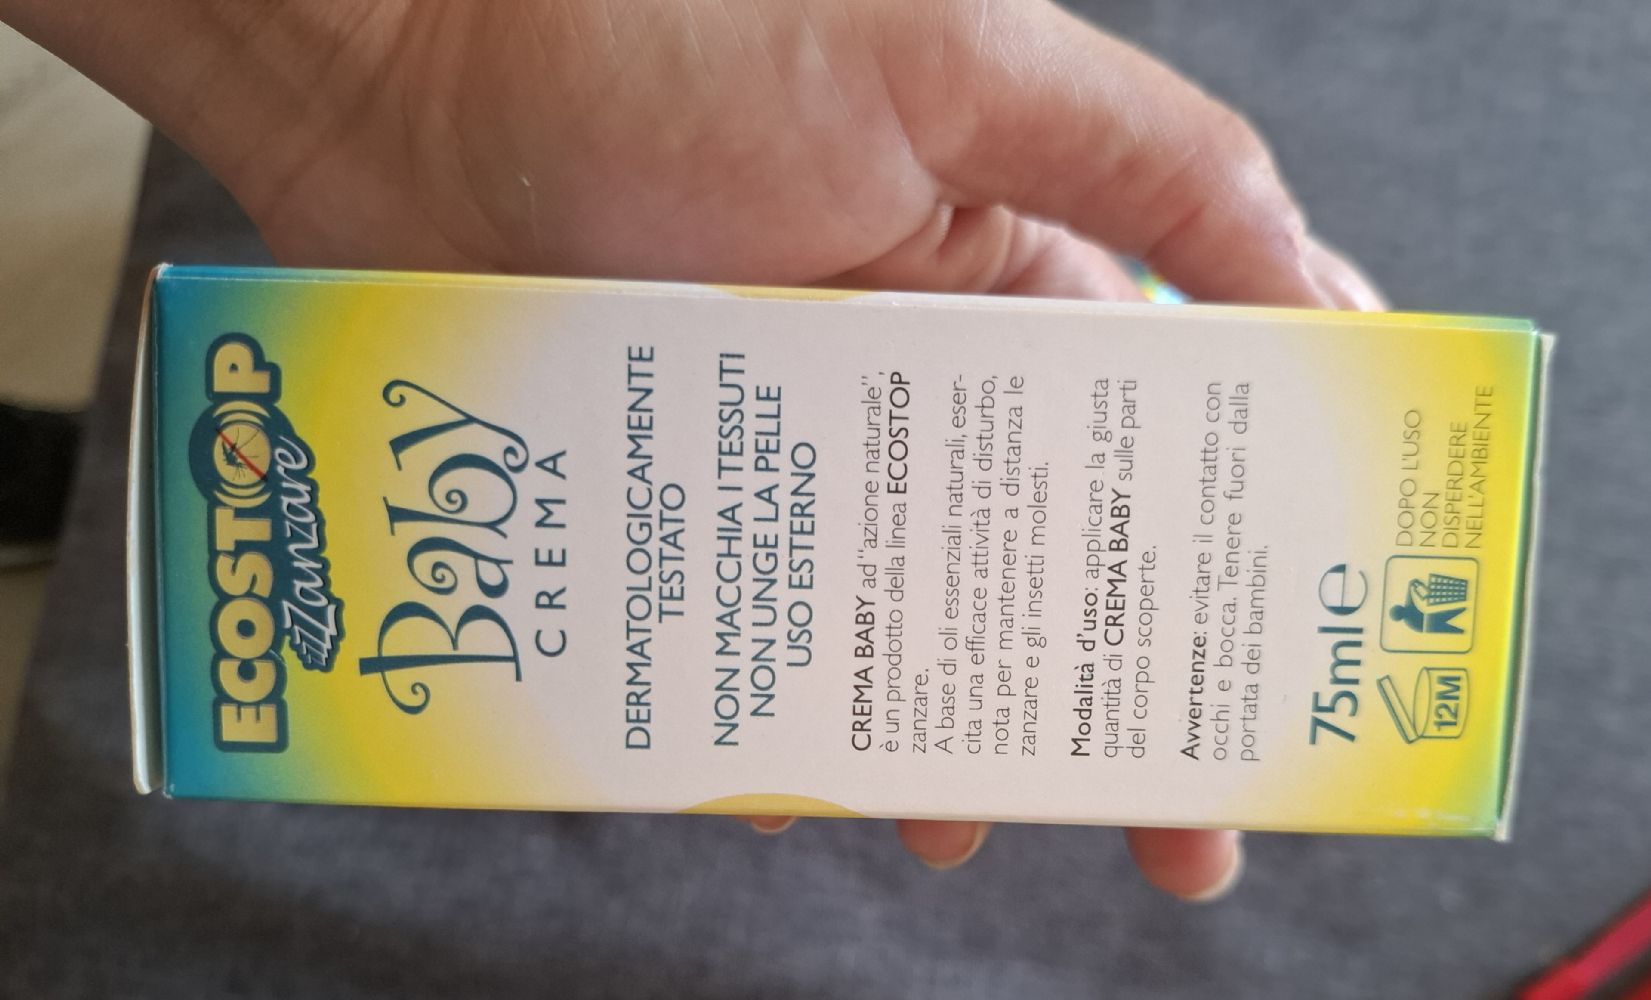 ECOSTOP
zzZanzare
Baby
CREMA
DERMATOLOGICAMENTE
TESTATO
NON MACCHIA I TESSUTI
NON UNGE LA PELLE
USO ESTERNO
CREMA BABY ad "azione naturale",
è un prodotto della linea ECOSTOP
zanzare.
A base di oli essenziali naturali, eser-
cita una efficace attività di disturbo,
nota per mantenere a distanza le
zanzare e gli insetti molesti.
Modalità d'uso: applicare la giusta
quantità di CREMA BABY sulle parti
del corpo scoperte.
Avvertenze: evitare il contatto con
occhi e bocca. Tenere fuori dalla
portata dei bambini.
75ml e
12M
DOPO L'USO
NON
DISPERDERE
NELL'AMBIENTE